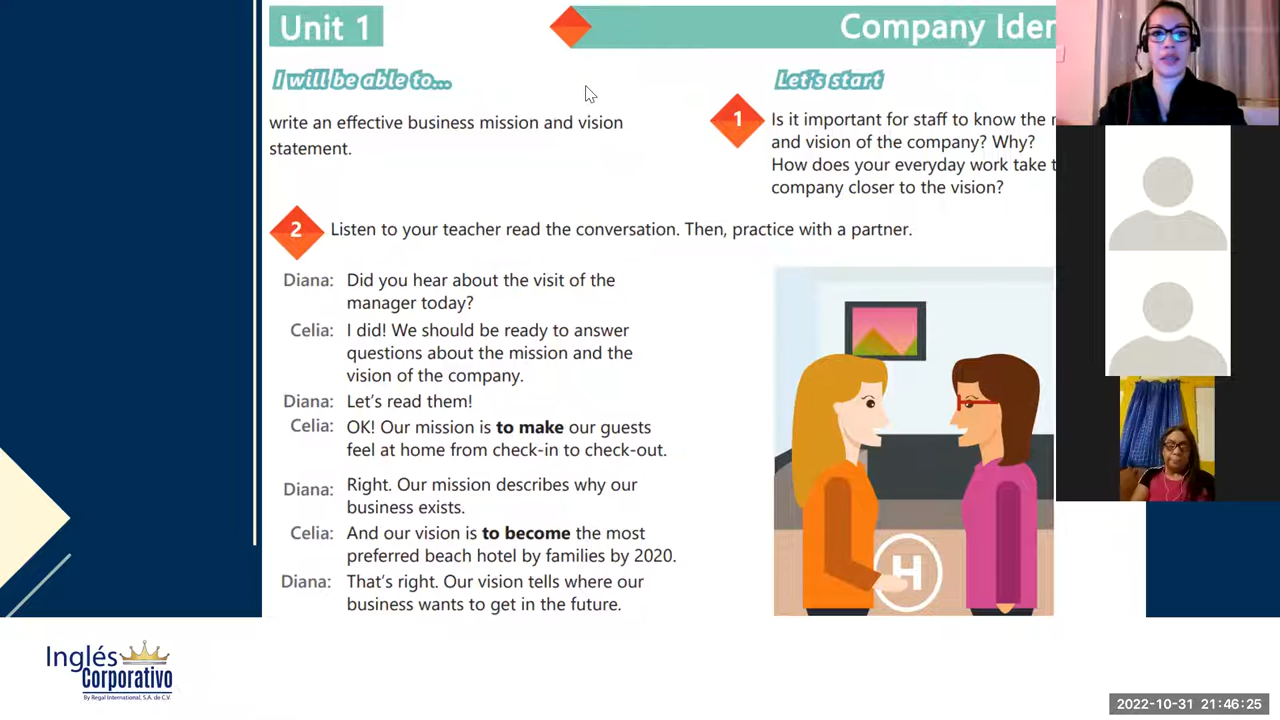 Unit 1
Company Iden
I will be able to...
write an effective business mission and vision
statement.
Let's start
1
Is it important for staff to know the
and vision of the company? Why?
How does your everyday work take t
company closer to the vision?
2
Listen to your teacher read the conversation. Then, practice with a partner.
Diana: Did you hear about the visit of the
manager today?
Celia: I did! We should be ready to answer
questions about the mission and the
vision of the company.
Diana: Let's read them!
Celia: OK! Our mission is to make our guests
feel at home from check-in to check-out.
Diana: Right. Our mission describes why our
business exists.
Celia: And our vision is to become the most
preferred beach hotel by families by 2020.
Diana: That's right. Our vision tells where our
business wants to get in the future.
H
Inglés
Corporativo
By Regal International, S.A. de C.V.
2022-10-31 21:46:25